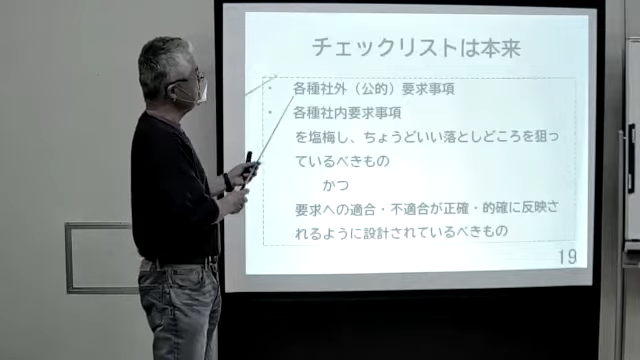 チェックリストは本来
・ 各種社外（公的）要求事項
・ 各種社内要求事項
を塩梅し、ちょうどいい落としどころを狙っ
ているべきもの
かつ
要求への適合・不適合が正確・的確に反映さ
れるように設計されているべきもの
19